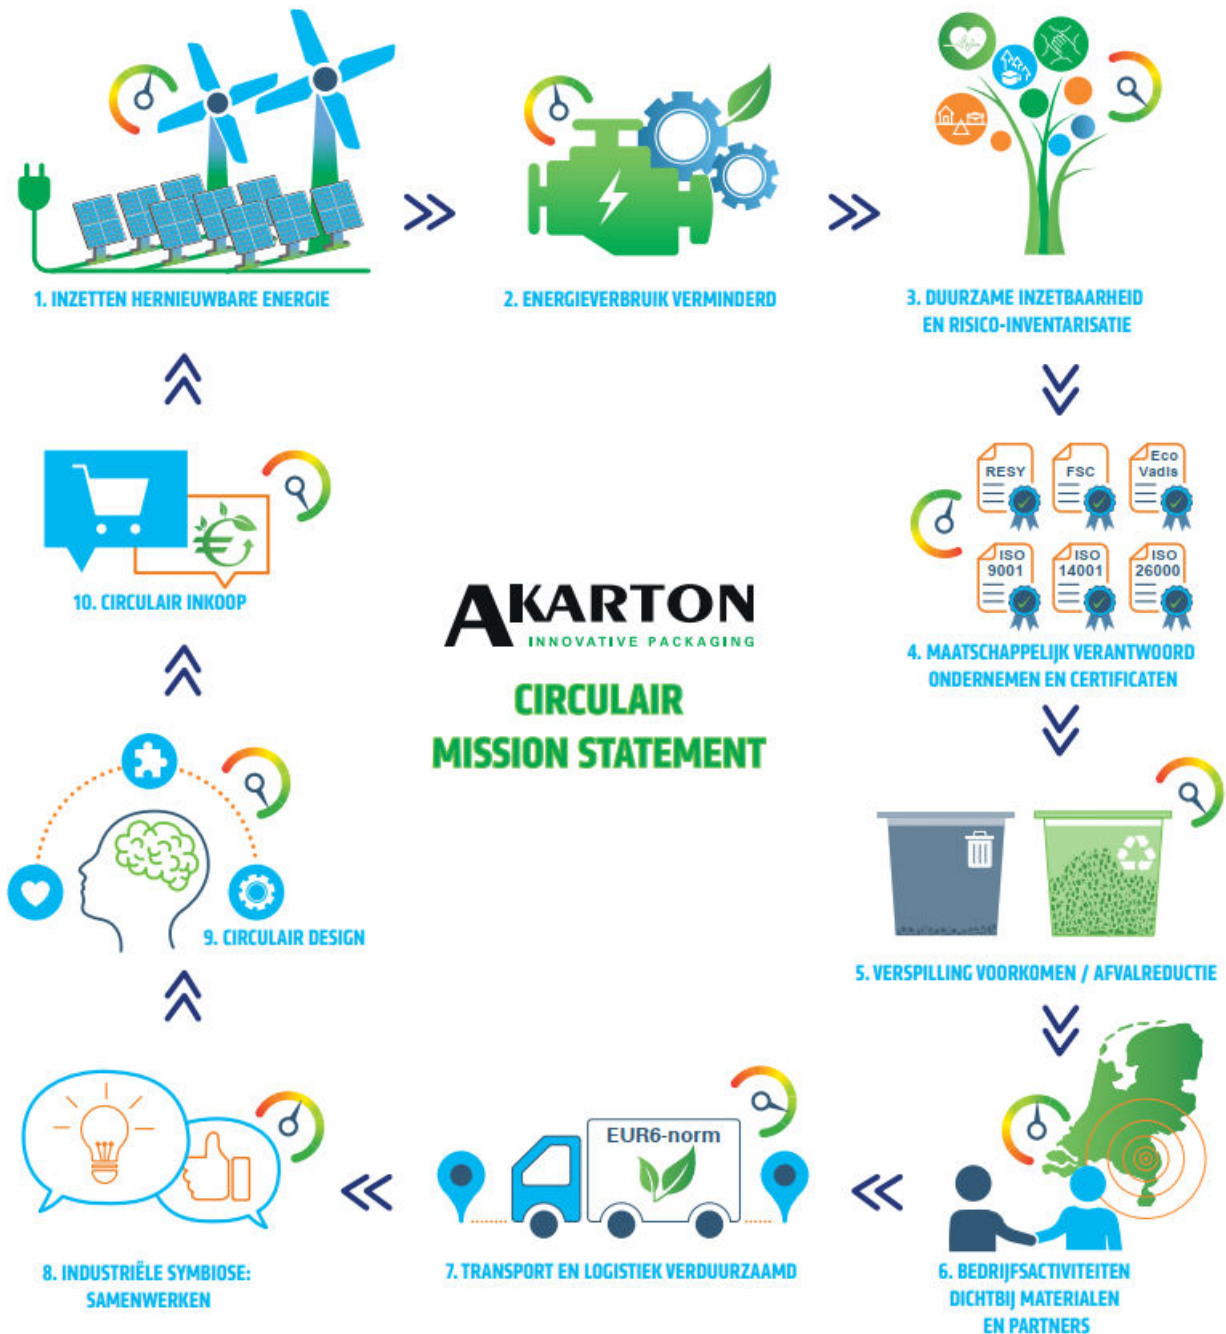 1. INZETTEN HERNIEUWBARE ENERGIE
2. ENERGIEVERBRUIK VERMINDERD
3. DUURZAME INZETBAARHEID
EN RISICO-INVENTARISATIE
RESY
FSC
Eco
Vadis
ISO
9001
ISO
14001
ISO
26000
4. MAATSCHAPPELIJK VERANTWOORD
ONDERNEMEN EN CERTIFICATEN
5. VERSPILLING VOORKOMEN / AFVALREDUCTIE
6. BEDRIJFSACTIVITEITEN
DICHTBIJ MATERIALEN
EN PARTNERS
EUR6-norm
7. TRANSPORT EN LOGISTIEK VERDUURZAAMD
8. INDUSTRIËLE SYMBIOSE:
SAMENWERKEN
9. CIRCULAIR DESIGN
10. CIRCULAIR INKOOP
AKARTON
INNOVATIVE PACKAGING
CIRCULAIR
MISSION STATEMENT